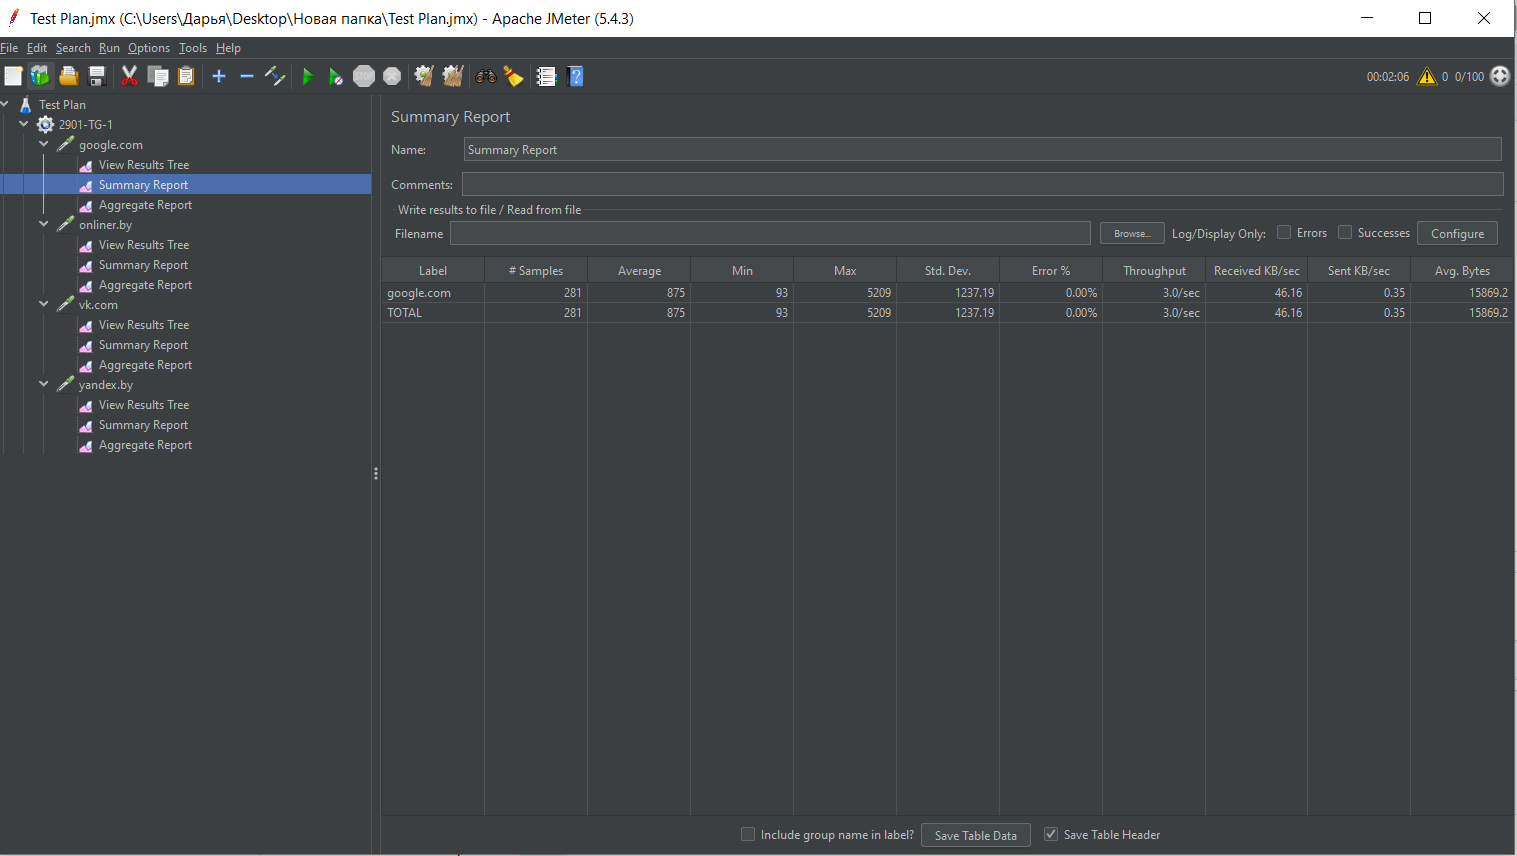 Test Plan.jmx (C:\Users\Дарья\Desktop\Новая папка\Test Plan.jmx) - Apache JMeter (5.4.3)
File Edit Search Run Options Tools Help
00:02:06 0 0/100
Test Plan
2901-TG-1
google.com
View Results Tree
Summary Report
Aggregate Report
onliner.by
View Results Tree
Summary Report
Aggregate Report
vk.com
View Results Tree
Summary Report
Aggregate Report
yandex.by
View Results Tree
Summary Report
Aggregate Report
Summary Report
Name: Summary Report
Comments:
Write results to file / Read from file
Filename Browse... Log/Display Only: Errors Successes Configure
Label # Samples Average Min Max Std. Dev. Error % Throughput Received KB/sec Sent KB/sec Avg. Bytes
google.com 281 875 93 5209 1237.19 0.00% 3.0/sec 46.16 0.35 15869.2
TOTAL 281 875 93 5209 1237.19 0.00% 3.0/sec 46.16 0.35 15869.2
Include group name in label? Save Table Data Save Table Header